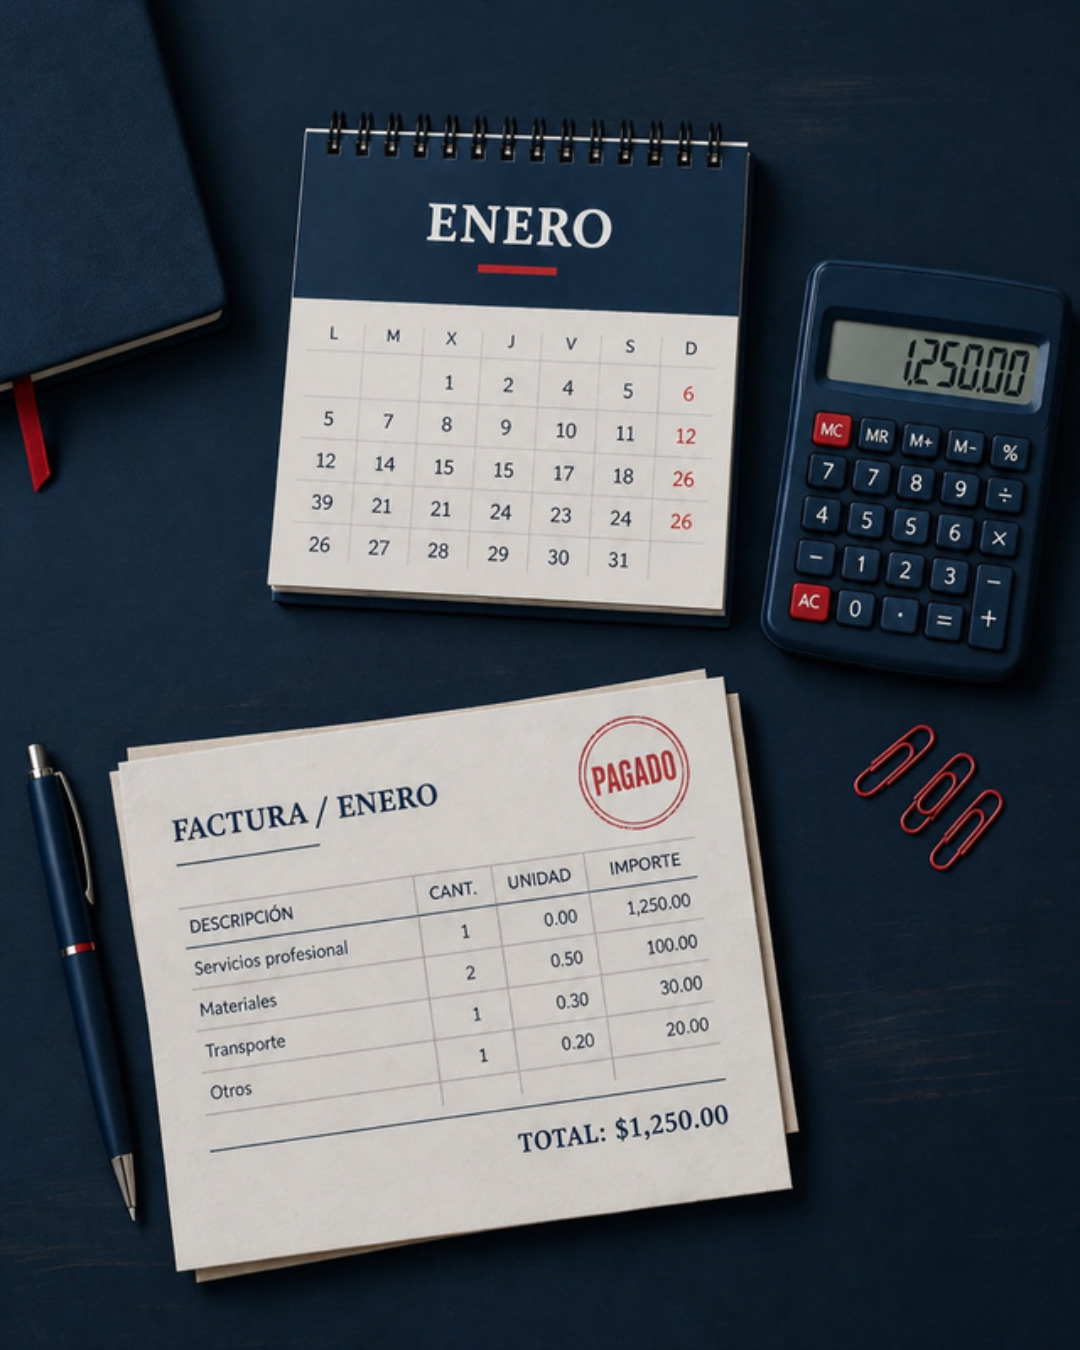 ENERO
L M X J V S D
1 2 4 5 6
5 7 8 9 10 11 12
12 14 15 15 17 18 26
39 21 21 24 23 24 26
26 27 28 29 30 31
1,250.00
MC MR M+ M- %
7 7 8 9 ÷
4 5 5 6 ×
− 1 2 3 −
AC 0 · = +
PAGADO
FACTURA / ENERO
DESCRIPCIÓN CANT. UNIDAD IMPORTE
Servicios profesional 1 0.00 1,250.00
Materiales 2 0.50 100.00
Transporte 1 0.30 30.00
Otros 1 0.20 20.00
TOTAL: $1,250.00